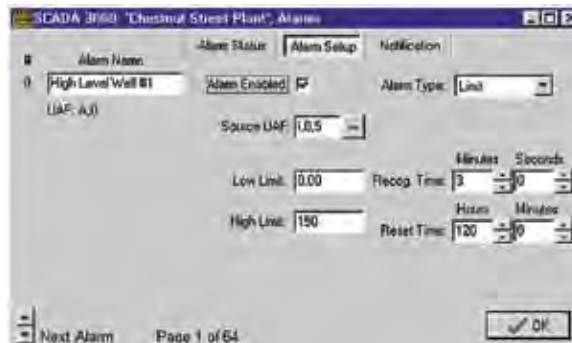 SCADA 3000 "Chestnut Street Plant", Alarms
Alarm Status Alarm Setup Notification
# Alarm Name
0 High Level Well #1
UAF: A,0
Alarm Enabled
Alarm Type: Limit
Source UAF: I,0,5 ...
Low Limit: 0.00
Minutes Seconds
Recog. Time: 3 0
High Limit: 150
Hours Minutes
Reset Time: 120 0
Next Alarm Page 1 of 64
OK